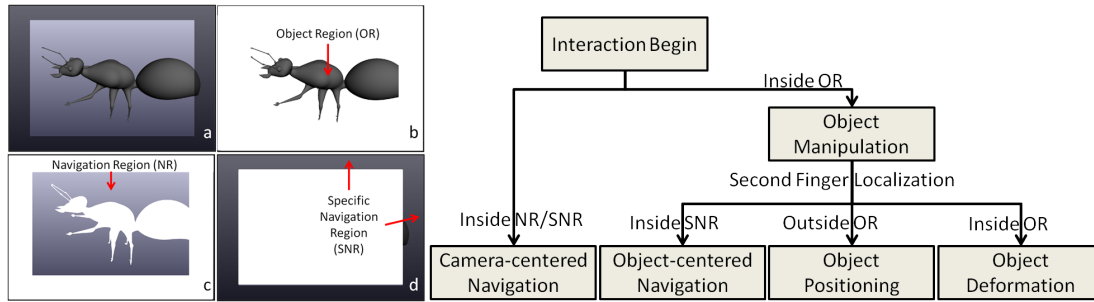 a
Object Region (OR)
b
Navigation Region (NR)
c
Specific
Navigation
Region
(SNR)
d
Interaction Begin
Inside OR
Object
Manipulation
Second Finger Localization
Inside NR/SNR
Inside SNR
Outside OR
Inside OR
Camera-centered
Navigation
Object-centered
Navigation
Object
Positioning
Object
Deformation